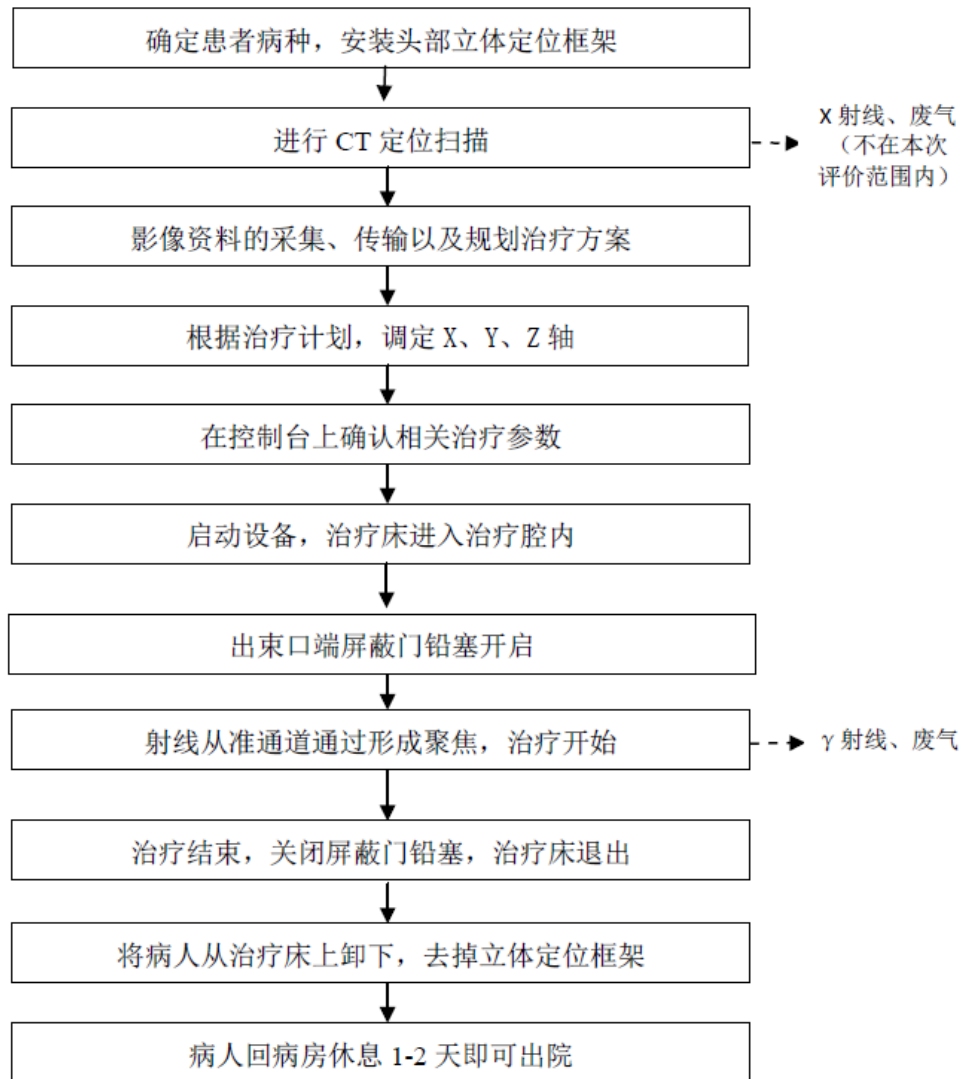 确定患者病种，安装头部立体定位框架
进行 CT 定位扫描
X 射线、废气
（不在本次
评价范围内）
影像资料的采集、传输以及规划治疗方案
根据治疗计划，调定 X、Y、Z 轴
在控制台上确认相关治疗参数
启动设备，治疗床进入治疗腔内
出束口端屏蔽门铅塞开启
射线从准通道通过形成聚焦，治疗开始
γ 射线、废气
治疗结束，关闭屏蔽门铅塞，治疗床退出
将病人从治疗床上卸下，去掉立体定位框架
病人回病房休息 1-2 天即可出院